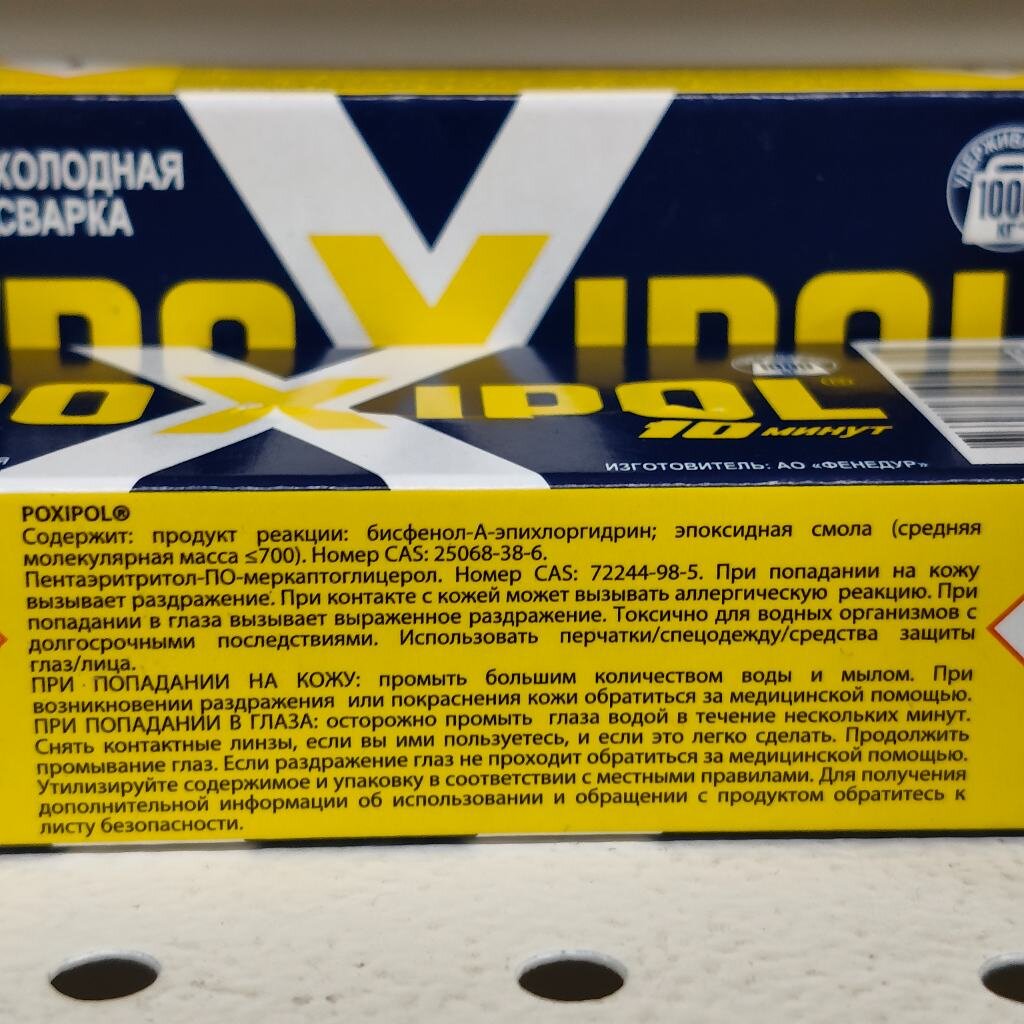 ХОЛОДНАЯ
СВАРКА
POXIPOL
POXIPOL
10 минут
ИЗГОТОВИТЕЛЬ: АО «ФЕНЕДУР»
POXIPOL®
Содержит: продукт реакции: бисфенол-А-эпихлоргидрин; эпоксидная смола (средняя
молекулярная масса ≤700). Номер CAS: 25068-38-6.
Пентаэритритол-ПО-меркаптоглицерол. Номер CAS: 72244-98-5. При попадании на кожу
вызывает раздражение. При контакте с кожей может вызывать аллергическую реакцию. При
попадании в глаза вызывает выраженное раздражение. Токсично для водных организмов с
долгосрочными последствиями. Использовать перчатки/спецодежду/средства защиты
глаз/лица.
ПРИ ПОПАДАНИИ НА КОЖУ: промыть большим количеством воды и мылом. При
возникновении раздражения или покраснения кожи обратиться за медицинской помощью.
ПРИ ПОПАДАНИИ В ГЛАЗА: осторожно промыть глаза водой в течение нескольких минут.
Снять контактные линзы, если вы ими пользуетесь, и если это легко сделать. Продолжить
промывание глаз. Если раздражение глаз не проходит обратиться за медицинской помощью.
Утилизируйте содержимое и упаковку в соответствии с местными правилами. Для получения
дополнительной информации об использовании и обращении с продуктом обратитесь к
листу безопасности.